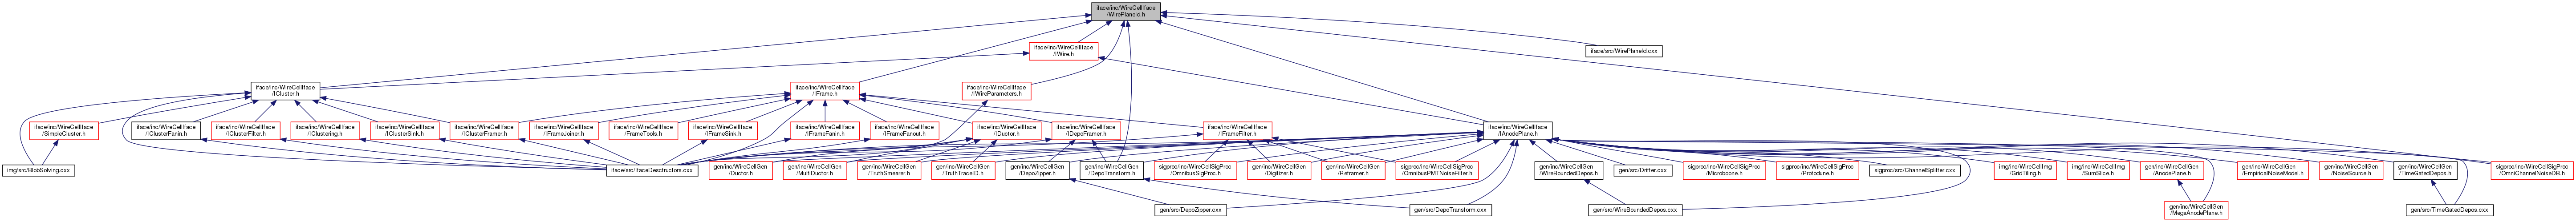 iface/inc/WireCellIface
/WirePlaneId.h
iface/inc/WireCellIface
/IWire.h
iface/src/WirePlaneId.cxx
iface/inc/WireCellIface
/ICluster.h
iface/inc/WireCellIface
/IFrame.h
iface/inc/WireCellIface
/IWireParameters.h
iface/inc/WireCellIface
/SimpleCluster.h
iface/inc/WireCellIface
/IClusterFanin.h
iface/inc/WireCellIface
/IClusterFilter.h
iface/inc/WireCellIface
/IClustering.h
iface/inc/WireCellIface
/IClusterSink.h
iface/inc/WireCellIface
/IClusterFramer.h
iface/inc/WireCellIface
/IFrameJoiner.h
iface/inc/WireCellIface
/FrameTools.h
iface/inc/WireCellIface
/IFrameSink.h
iface/inc/WireCellIface
/IFrameFanin.h
iface/inc/WireCellIface
/IFrameFanout.h
iface/inc/WireCellIface
/IDuctor.h
iface/inc/WireCellIface
/IDepoFramer.h
iface/inc/WireCellIface
/IFrameFilter.h
iface/inc/WireCellIface
/IAnodePlane.h
img/src/BlobSolving.cxx
iface/src/IfaceDesctructors.cxx
gen/inc/WireCellGen
/Ductor.h
gen/inc/WireCellGen
/MultiDuctor.h
gen/inc/WireCellGen
/TruthSmearer.h
gen/inc/WireCellGen
/TruthTraceID.h
gen/inc/WireCellGen
/DepoZipper.h
gen/inc/WireCellGen
/DepoTransform.h
sigproc/inc/WireCellSigProc
/OmnibusSigProc.h
gen/inc/WireCellGen
/Digitizer.h
gen/inc/WireCellGen
/Reframer.h
sigproc/inc/WireCellSigProc
/OmnibusPMTNoiseFilter.h
gen/inc/WireCellGen
/WireBoundedDepos.h
gen/src/Drifter.cxx
sigproc/inc/WireCellSigProc
/Microboone.h
sigproc/inc/WireCellSigProc
/Protodune.h
sigproc/src/ChannelSplitter.cxx
img/inc/WireCellImg
/GridTiling.h
img/inc/WireCellImg
/SumSlice.h
gen/inc/WireCellGen
/AnodePlane.h
gen/inc/WireCellGen
/EmpiricalNoiseModel.h
gen/inc/WireCellGen
/NoiseSource.h
gen/inc/WireCellGen
/TimeGatedDepos.h
sigproc/inc/WireCellSigProc
/OmniChannelNoiseDB.h
gen/src/DepoZipper.cxx
gen/src/DepoTransform.cxx
gen/src/WireBoundedDepos.cxx
gen/inc/WireCellGen
/MegaAnodePlane.h
gen/src/TimeGatedDepos.cxx